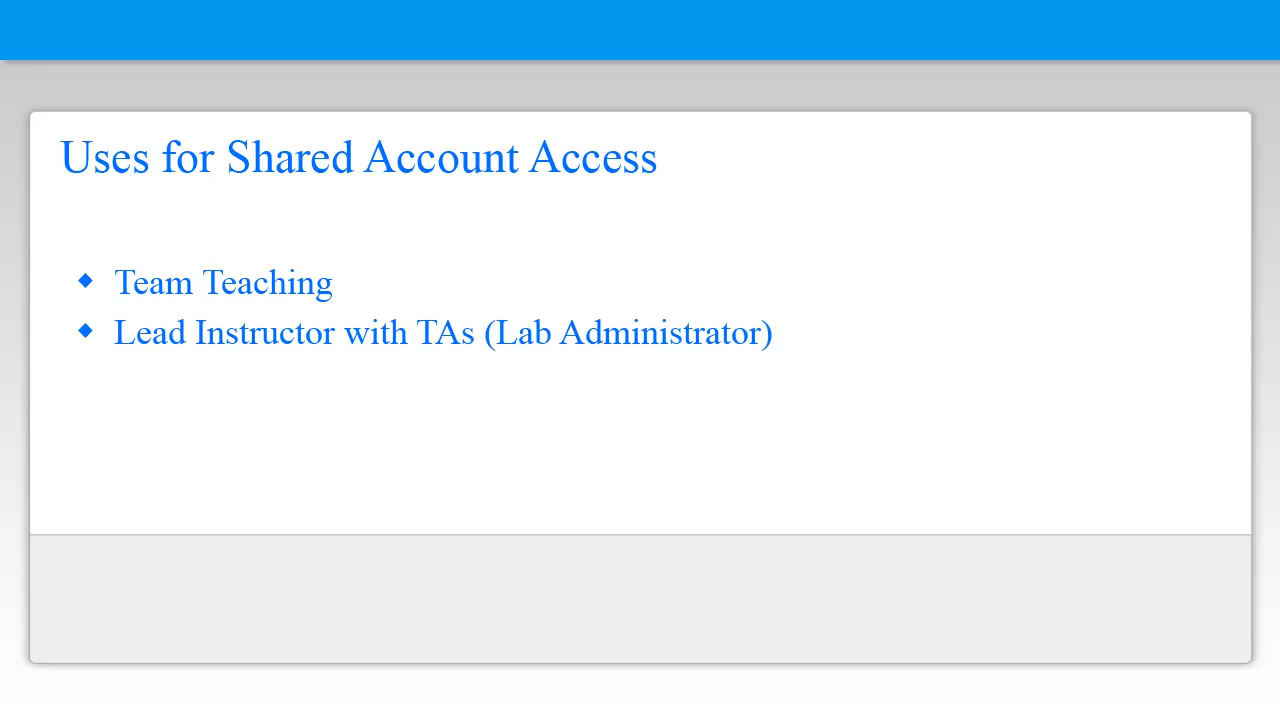 Uses for Shared Account Access
◆ Team Teaching
◆ Lead Instructor with TAs (Lab Administrator)